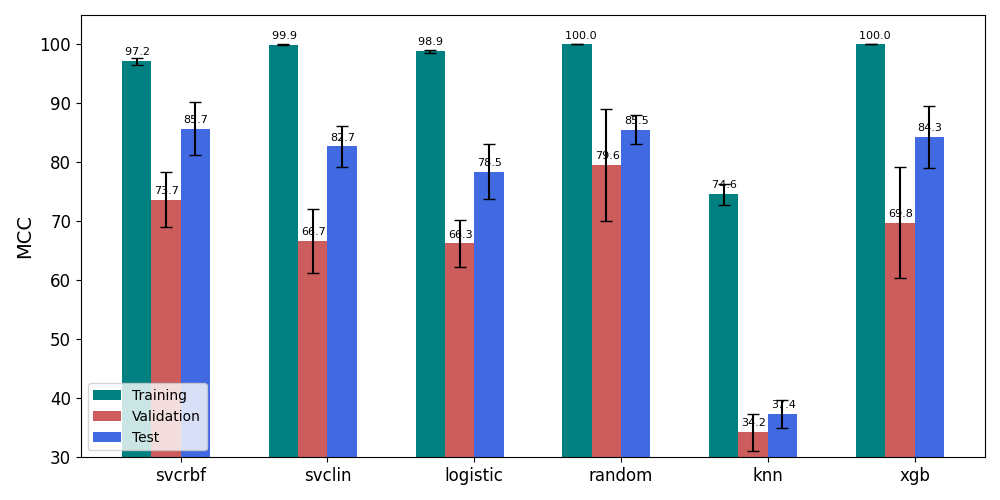 97.2
99.9
98.9
100.0
100.0
73.7
85.7
66.7
82.7
66.3
78.5
79.6
85.5
74.6
34.2
37.4
69.8
84.3
MCC
100
90
80
70
60
50
40
30
Training
Validation
Test
svcrbf
svclin
logistic
random
knn
xgb